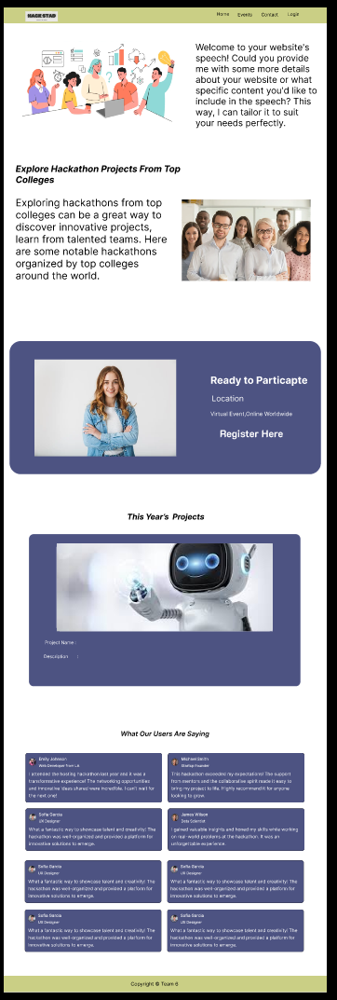 HACKSTAD
Home Events Contact Login
Welcome to your website's
speech! Could you provide
me with some more details
about your website or what
specific content you'd like to
include in the speech? This
way, I can tailor it to suit
your needs perfectly.
Explore Hackathon Projects From Top
Colleges
Exploring hackathons from top
colleges can be a great way to
discover innovative projects,
learn from talented teams. Here
are some notable hackathons
organized by top colleges
around the world.
Ready to Particapte
Location
Virtual Event,Online Worldwide
Register Here
This Year's Projects
Project Name :
Description :
What Our Users Are Saying
Emily Johnson
Web Developer
I attended the hosting hackathon last year and it was a
transformative experience! The networking opportunities
and innovative ideas shared were incredible. I can't wait for
the next one!
Michael Smith
Startup Founder
This hackathon exceeded my expectations! The support
from mentors and the collaborative spirit made it easy to
bring my project to life. Highly recommend it for anyone
looking to grow.
Sofia Garcia
UX Designer
What a fantastic way to showcase talent and creativity! The
hackathon was well-organized and provided a platform for
innovative solutions to emerge.
James Wilson
Data Scientist
I gained valuable insights and honed my skills while working
on real-world problems at the hackathon. It was an
unforgettable experience.
Sofia Garcia
UX Designer
What a fantastic way to showcase talent and creativity! The
hackathon was well-organized and provided a platform for
innovative solutions to emerge.
Sofia Garcia
UX Designer
What a fantastic way to showcase talent and creativity! The
hackathon was well-organized and provided a platform for
innovative solutions to emerge.
Sofia Garcia
UX Designer
What a fantastic way to showcase talent and creativity! The
hackathon was well-organized and provided a platform for
innovative solutions to emerge.
Sofia Garcia
UX Designer
What a fantastic way to showcase talent and creativity! The
hackathon was well-organized and provided a platform for
innovative solutions to emerge.
Copyright © Team 6